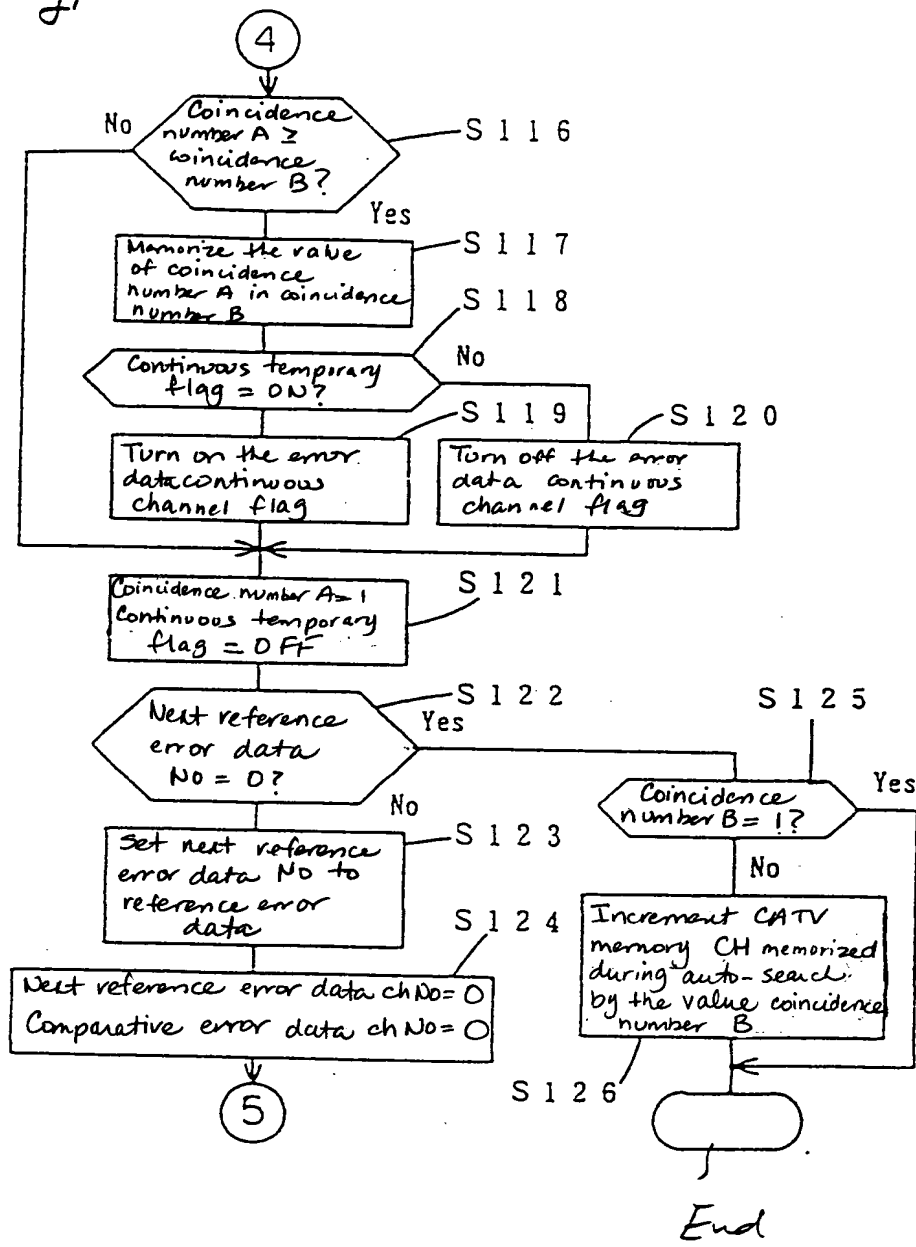 4
Coincidence
number A ≥
coincidence
number B?
No
S116
Yes
Memorize the value
of coincidence
number A in coincidence
number B
S117
S118
Continuous temporary
flag = ON?
No
S119
S120
Turn on the error
data continuous
channel flag
Turn off the error
data continuous
channel flag
S121
Coincidence number A=1
Continuous temporary
flag = OFF
S122
Next reference
error data
No = 0?
Yes
S125
Coincidence
number B=1?
Yes
No
No
S123
Set next reference
error data No to
reference error
data
S124
Increment CATV
memory CH memorized
during auto-search
by the value coincidence
number B
Next reference error data ch No=0
Comparative error data ch No=0
S126
5
End